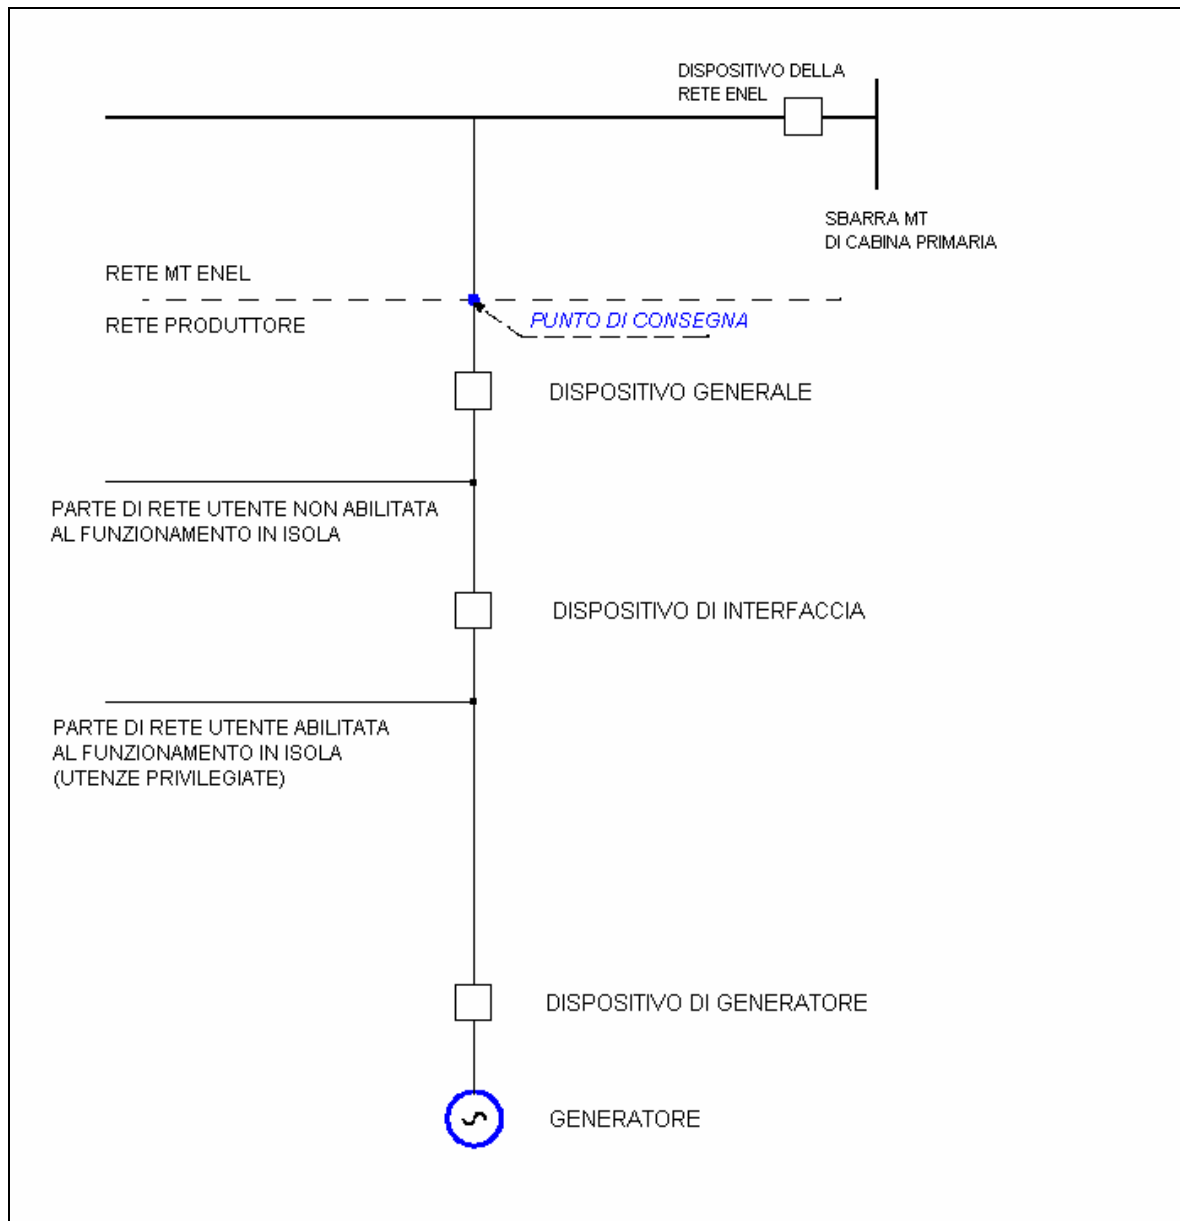 DISPOSITIVO DELLA
RETE ENEL
SBARRA MT
DI CABINA PRIMARIA
RETE MT ENEL
RETE PRODUTTORE
PUNTO DI CONSEGNA
DISPOSITIVO GENERALE
PARTE DI RETE UTENTE NON ABILITATA
AL FUNZIONAMENTO IN ISOLA
DISPOSITIVO DI INTERFACCIA
PARTE DI RETE UTENTE ABILITATA
AL FUNZIONAMENTO IN ISOLA
(UTENZE PRIVILEGIATE)
DISPOSITIVO DI GENERATORE
GENERATORE